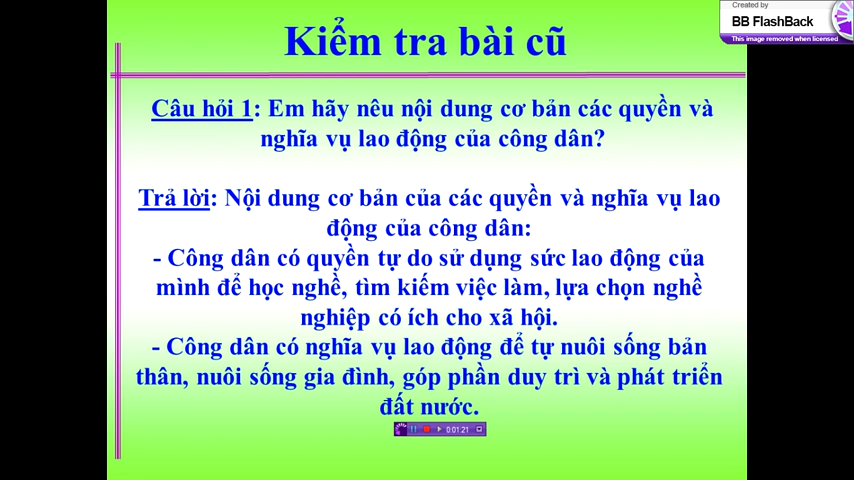 Created by
BB FlashBack
This image removed when licensed
Kiểm tra bài cũ
Câu hỏi 1: Em hãy nêu nội dung cơ bản các quyền và
nghĩa vụ lao động của công dân?
Trả lời: Nội dung cơ bản của các quyền và nghĩa vụ lao
động của công dân:
- Công dân có quyền tự do sử dụng sức lao động của
mình để học nghề, tìm kiếm việc làm, lựa chọn nghề
nghiệp có ích cho xã hội.
- Công dân có nghĩa vụ lao động để tự nuôi sống bản
thân, nuôi sống gia đình, góp phần duy trì và phát triển
đất nước.
0:01:21